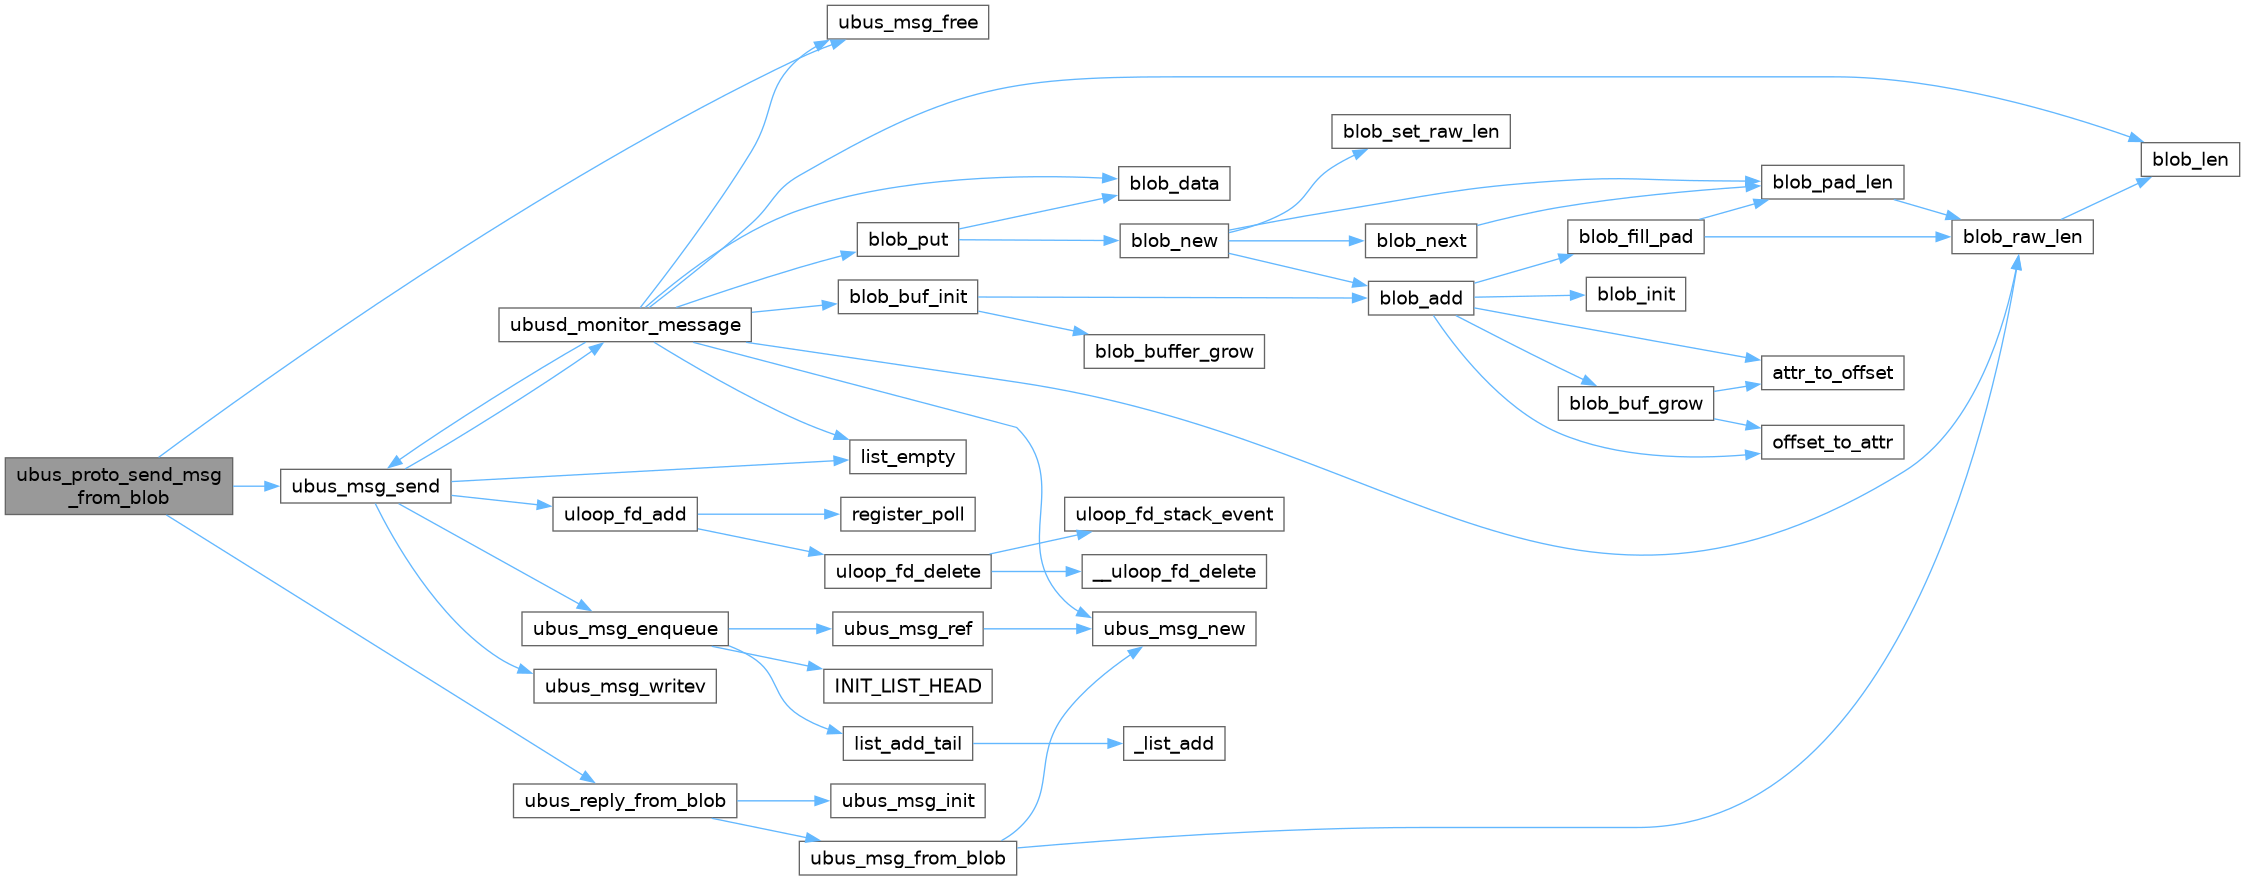 ubus_msg_free
blob_set_raw_len
blob_len
blob_data
blob_pad_len
blob_put
blob_new
blob_next
blob_fill_pad
blob_raw_len
blob_buf_init
blob_add
blob_init
ubusd_monitor_message
blob_buffer_grow
attr_to_offset
blob_buf_grow
offset_to_attr
list_empty
ubus_proto_send_msg
_from_blob
ubus_msg_send
uloop_fd_add
register_poll
uloop_fd_stack_event
uloop_fd_delete
__uloop_fd_delete
ubus_msg_enqueue
ubus_msg_ref
ubus_msg_new
ubus_msg_writev
INIT_LIST_HEAD
list_add_tail
_list_add
ubus_reply_from_blob
ubus_msg_init
ubus_msg_from_blob